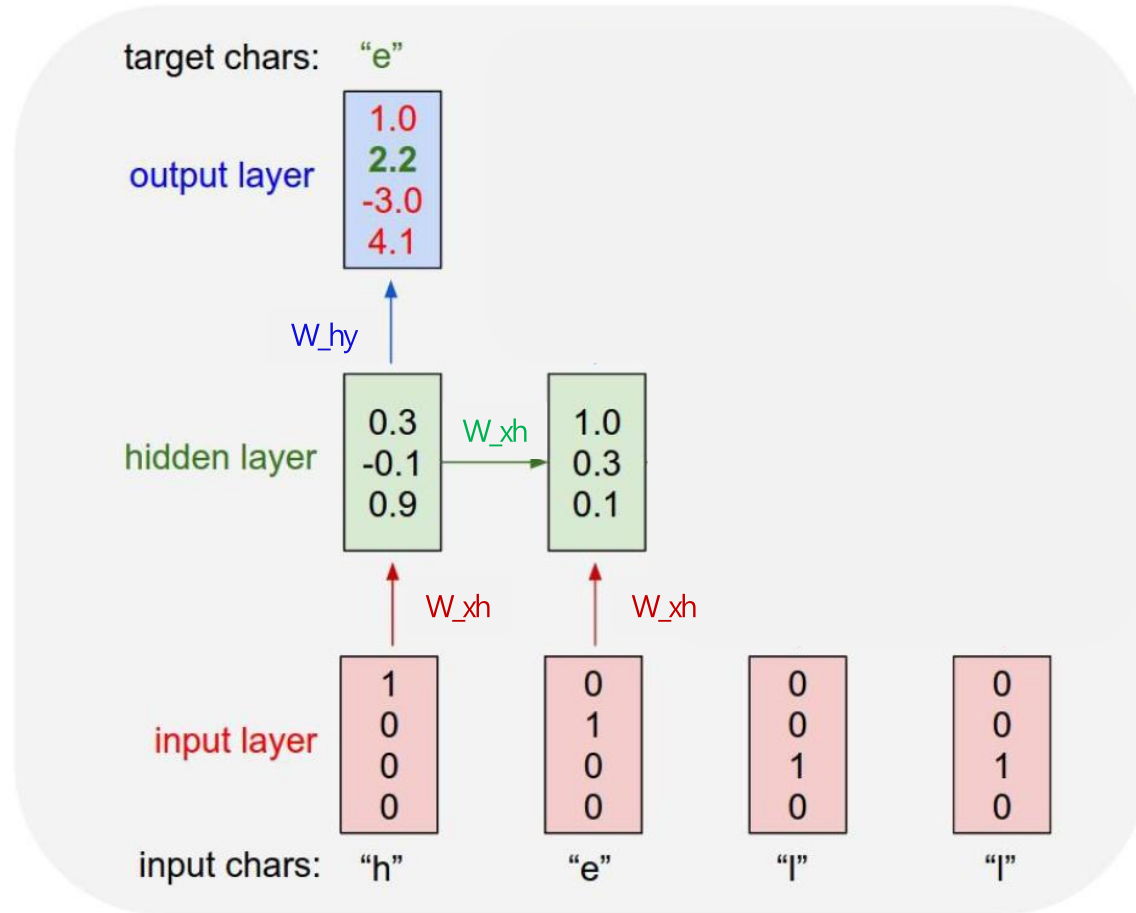 target chars: “e”
1.0
2.2
-3.0
4.1
output layer
W_hy
hidden layer
0.3
-0.1
0.9
W_xh
1.0
0.3
0.1
W_xh
W_xh
input layer
1
0
0
0
0
1
0
0
0
0
1
0
0
0
1
0
input chars: “h” “e” “l” “l”